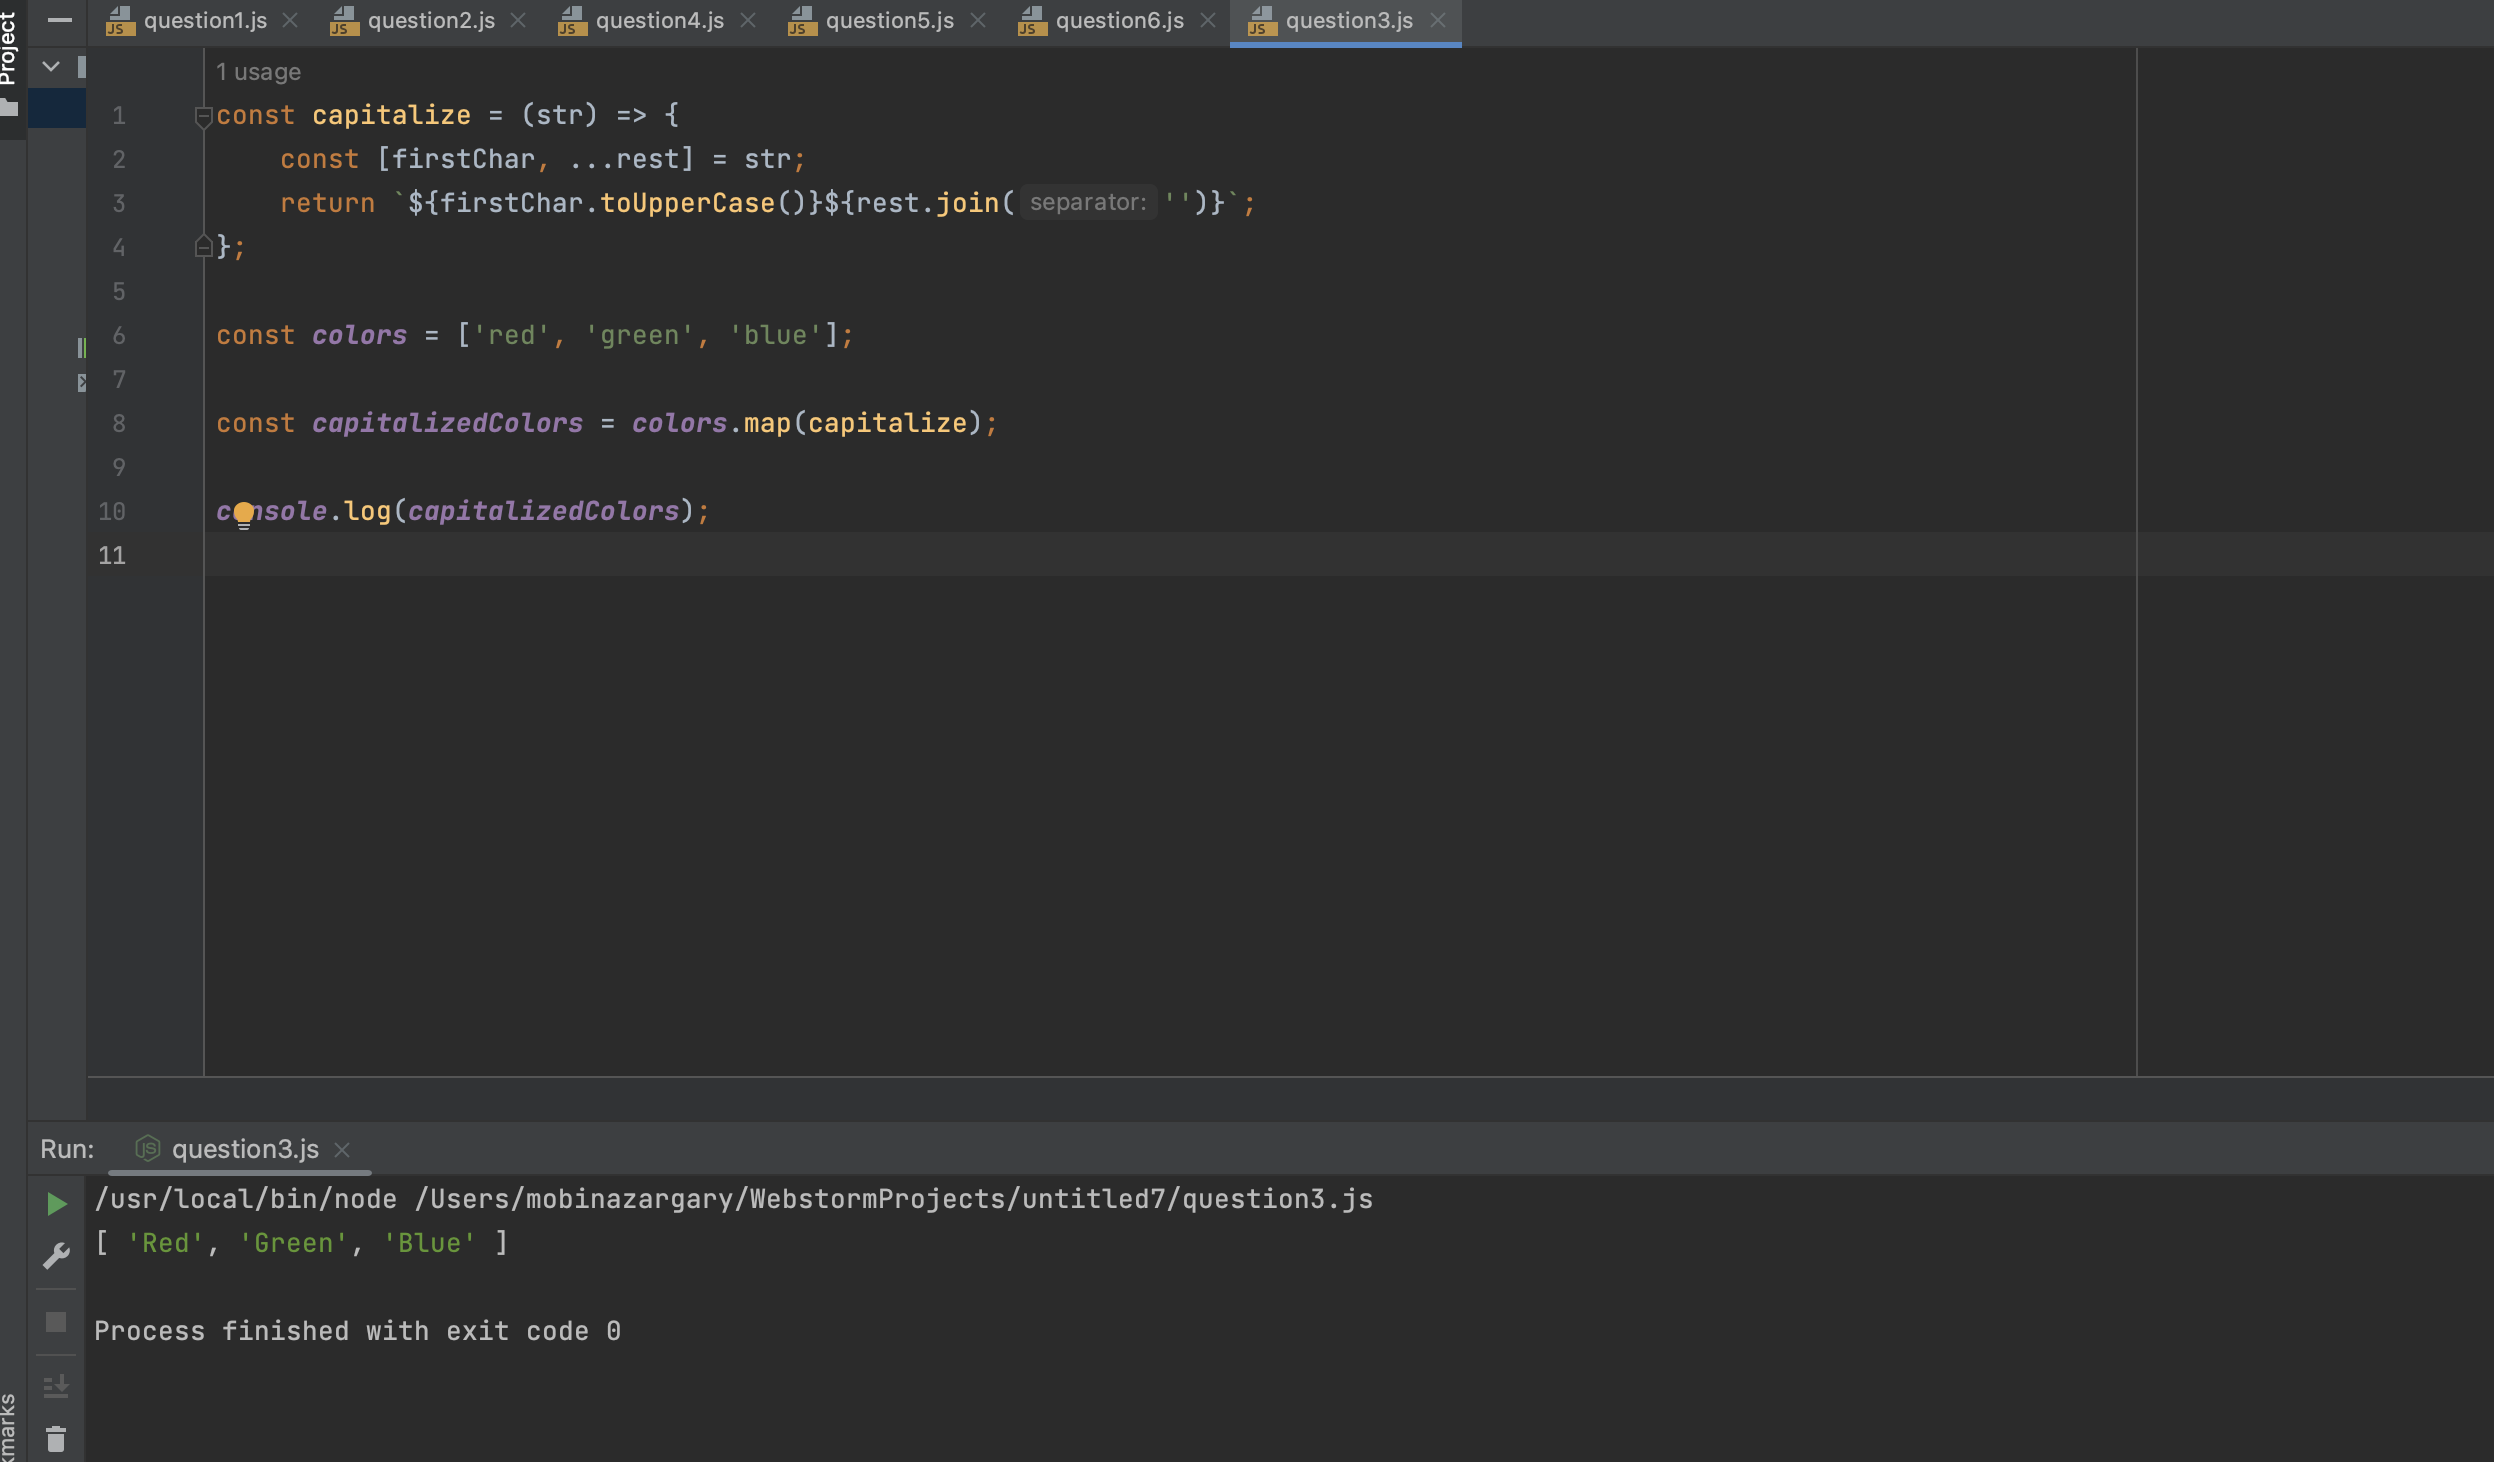 Project
question1.js question2.js question4.js question5.js question6.js question3.js
1 usage
1 const capitalize = (str) => {
2 const [firstChar, ...rest] = str;
3 return `${firstChar.toUpperCase()}${rest.join( separator: '')}`;
4 };
5
6 const colors = ['red', 'green', 'blue'];
7
8 const capitalizedColors = colors.map(capitalize);
9
10 console.log(capitalizedColors);
11
Run: question3.js
/usr/local/bin/node /Users/mobinazargary/WebstormProjects/untitled7/question3.js
[ 'Red', 'Green', 'Blue' ]
Process finished with exit code 0